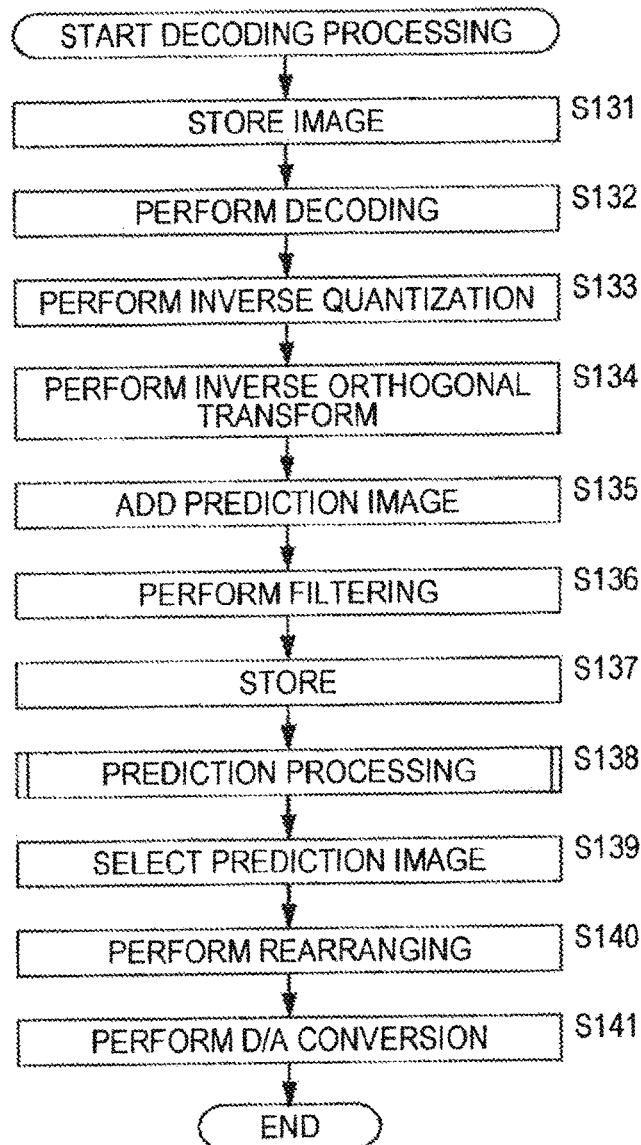 START DECODING PROCESSING
STORE IMAGE
S131
PERFORM DECODING
S132
PERFORM INVERSE QUANTIZATION
S133
PERFORM INVERSE ORTHOGONAL
TRANSFORM
S134
ADD PREDICTION IMAGE
S135
PERFORM FILTERING
S136
STORE
S137
PREDICTION PROCESSING
S138
SELECT PREDICTION IMAGE
S139
PERFORM REARRANGING
S140
PERFORM D/A CONVERSION
S141
END